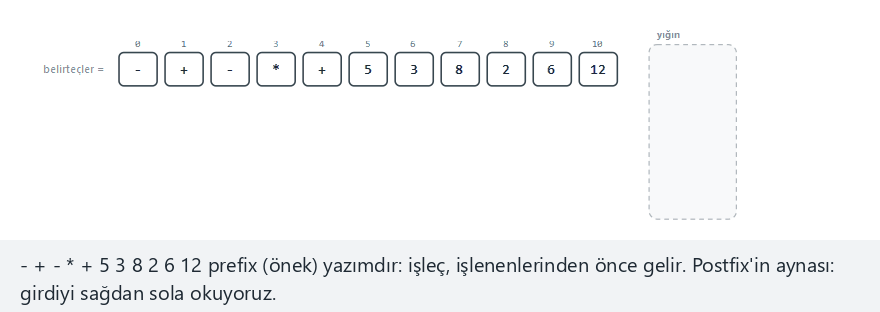 0 1 2 3 4 5 6 7 8 9 10 yığın
belirteçler = - + - * + 5 3 8 2 6 12
- + - * + 5 3 8 2 6 12 prefix (önek) yazımdır: işleç, işlenenlerinden önce gelir. Postfix'in aynası:
girdiyi sağdan sola okuyoruz.